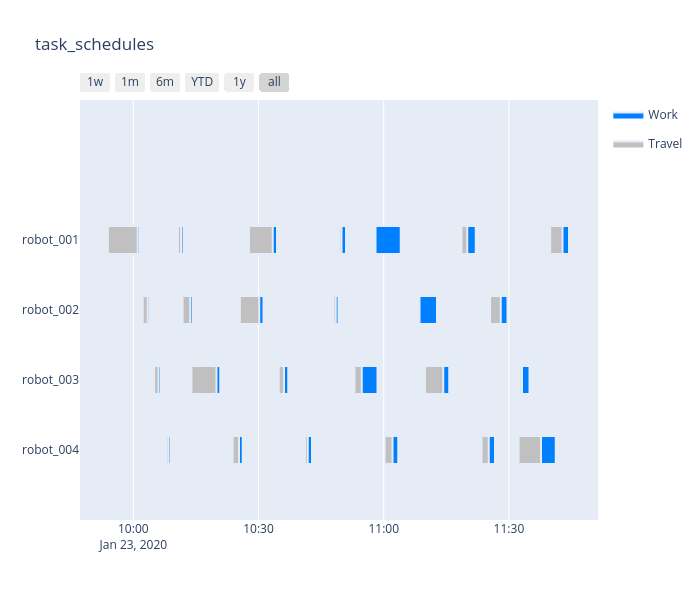 task_schedules
1w 1m 6m YTD 1y all
Work
Travel
robot_001
robot_002
robot_003
robot_004
10:00 10:30 11:00 11:30
Jan 23, 2020